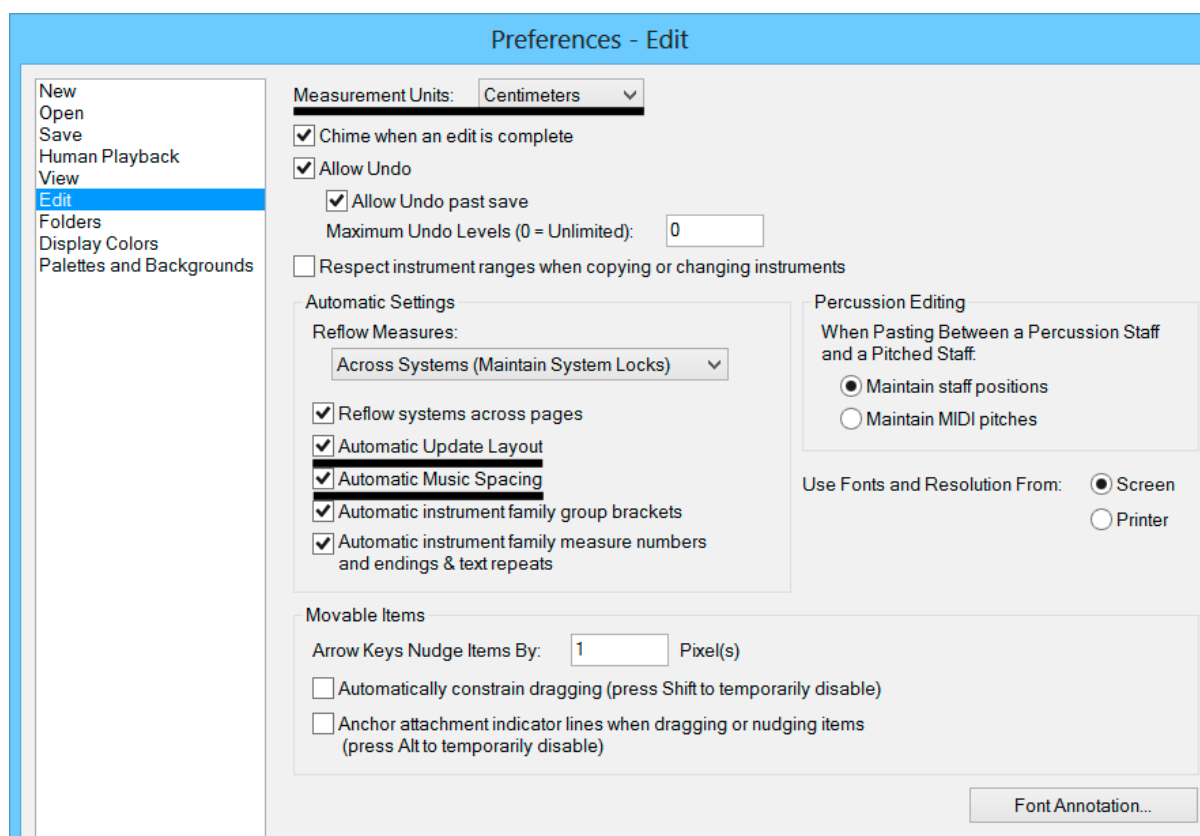 Preferences - Edit
New
Open
Save
Human Playback
View
Edit
Folders
Display Colors
Palettes and Backgrounds
Measurement Units: Centimeters
Chime when an edit is complete
Allow Undo
Allow Undo past save
Maximum Undo Levels (0 = Unlimited): 0
Respect instrument ranges when copying or changing instruments
Automatic Settings
Reflow Measures:
Across Systems (Maintain System Locks)
Reflow systems across pages
Automatic Update Layout
Automatic Music Spacing
Automatic instrument family group brackets
Automatic instrument family measure numbers
and endings & text repeats
Percussion Editing
When Pasting Between a Percussion Staff
and a Pitched Staff:
Maintain staff positions
Maintain MIDI pitches
Use Fonts and Resolution From: Screen
Printer
Movable Items
Arrow Keys Nudge Items By: 1 Pixel(s)
Automatically constrain dragging (press Shift to temporarily disable)
Anchor attachment indicator lines when dragging or nudging items
(press Alt to temporarily disable)
Font Annotation...